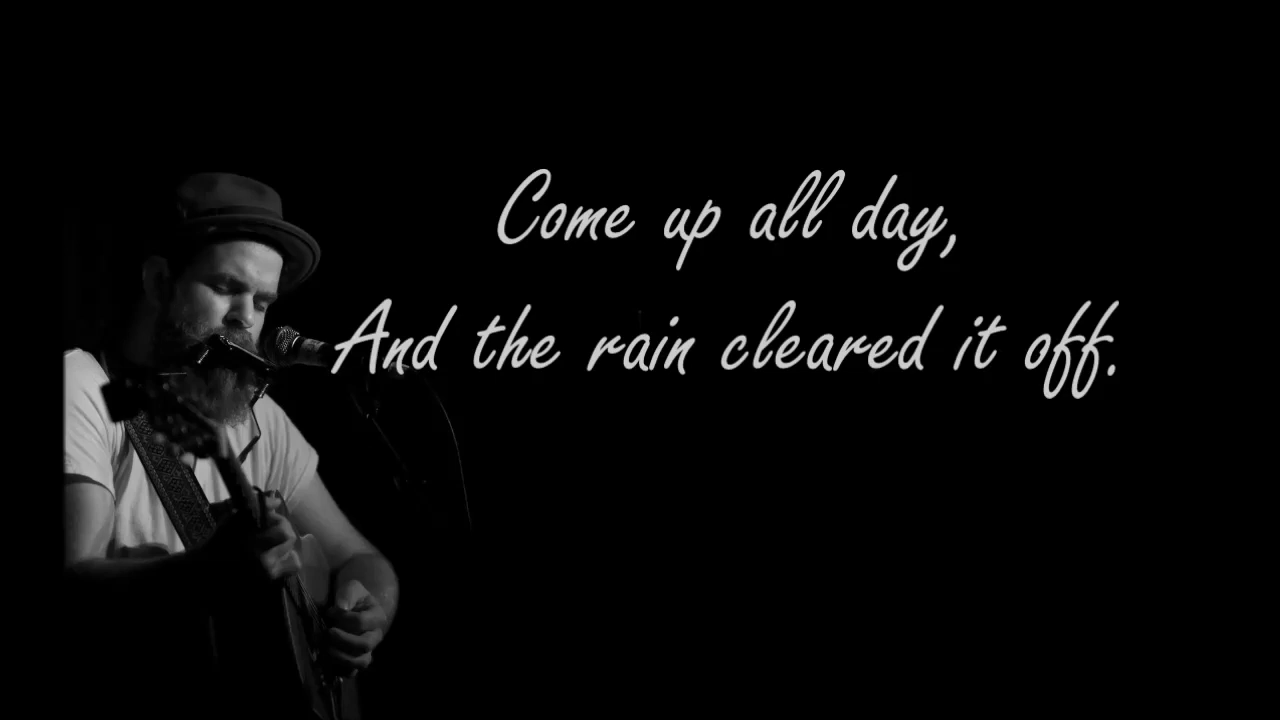 Come up all day,
And the rain cleared it off.